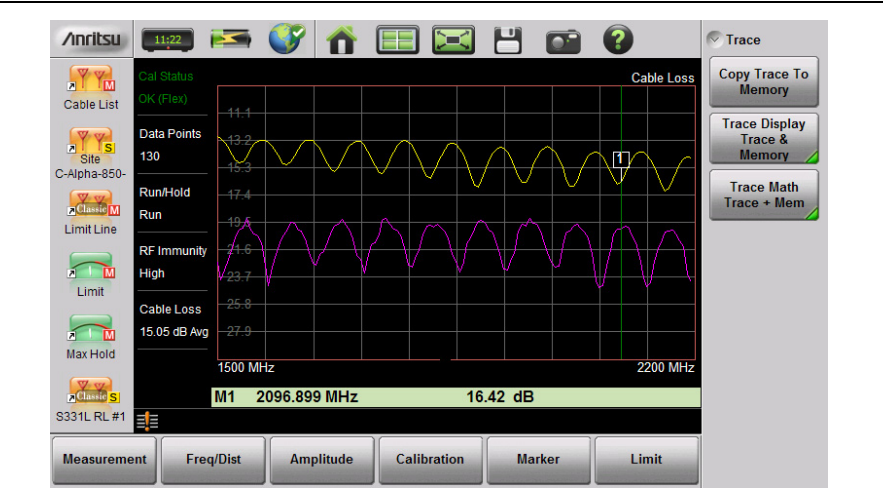 Anritsu
11:22
?
Trace
Cable List
Site
C-Alpha-850-
Classic
Limit Line
Limit
Max Hold
Classic
S331L RL #1
M
S
M
M
M
S
Cal Status
OK (Flex)
Data Points
130
Run/Hold
Run
RF Immunity
High
Cable Loss
15.05 dB Avg
Cable Loss
11.1
13.2
15.3
17.4
19.5
21.6
23.7
25.8
27.9
1
1500 MHz
2200 MHz
M1 2096.899 MHz 16.42 dB
Copy Trace To
Memory
Trace Display
Trace &
Memory
Trace Math
Trace + Mem
Measurement
Freq/Dist
Amplitude
Calibration
Marker
Limit